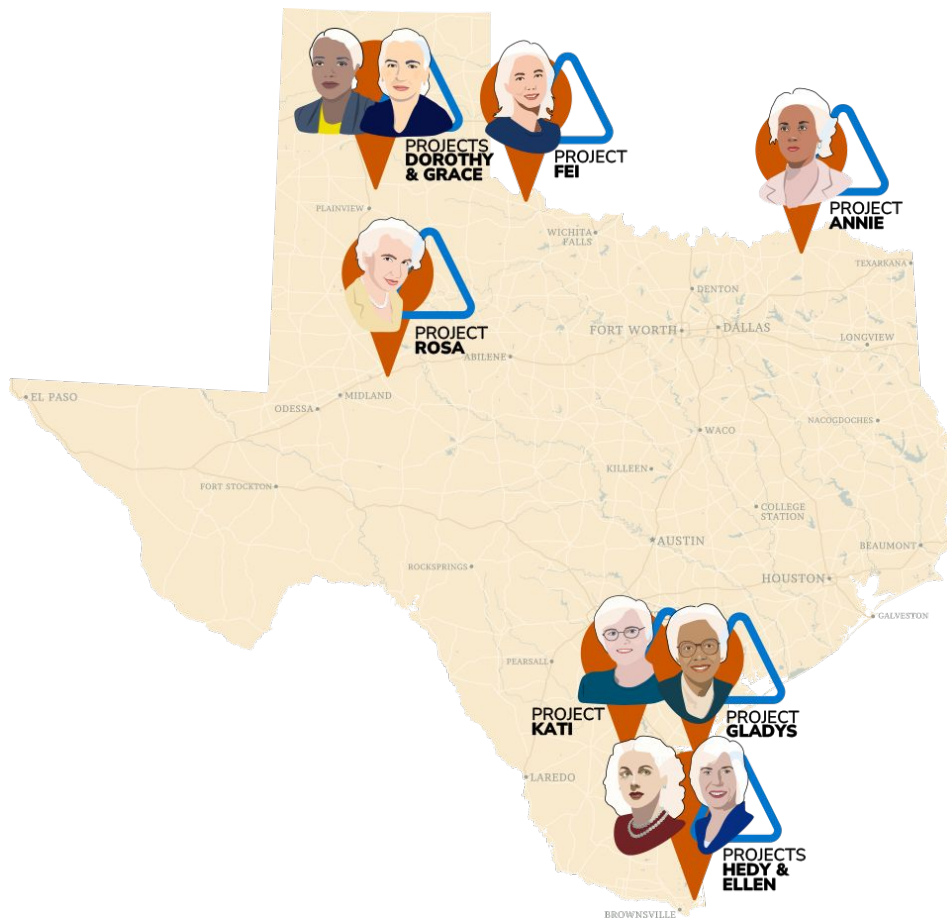 PROJECTS
DOROTHY
& GRACE
PROJECT
FEI
PROJECT
ANNIE
PLAINVIEW
WICHITA
FALLS
TEXARKANA
DENTON
PROJECT
ROSA
FORT WORTH
DALLAS
LONGVIEW
ABILENE
EL PASO
MIDLAND
ODESSA
NACOGDOCHES
WACO
KILLEEN
FORT STOCKTON
COLLEGE
STATION
AUSTIN
BEAUMONT
ROCKSPRINGS
HOUSTON
GALVESTON
PEARSALL
PROJECT
KATI
PROJECT
GLADYS
LAREDO
PROJECTS
HEDY &
ELLEN
BROWNSVILLE